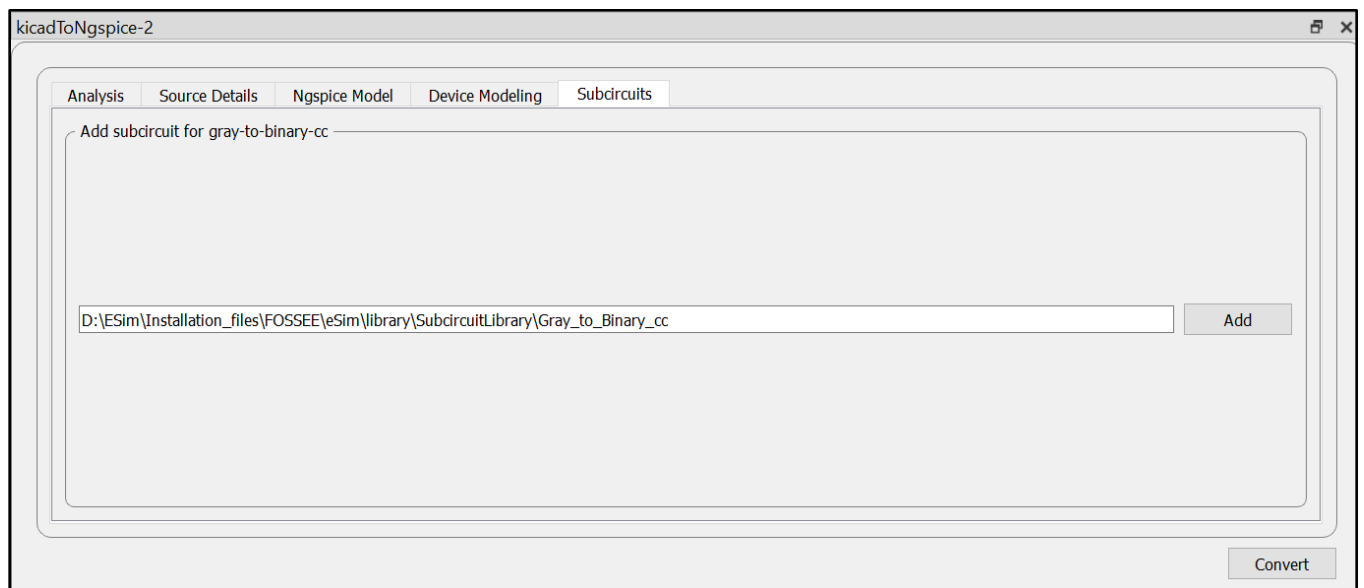 kicadToNgspice-2
Analysis Source Details Ngspice Model Device Modeling Subcircuits
Add subcircuit for gray-to-binary-cc
D:\ESim\Installation_files\FOSSEE\eSim\library\SubcircuitLibrary\Gray_to_Binary_cc Add
Convert